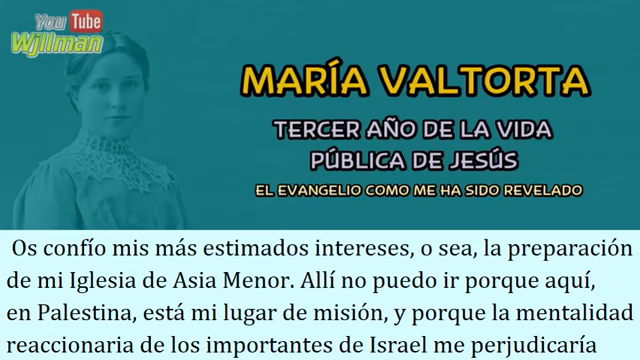 You Tube
Wjllman
MARÍA VALTORTA
TERCER AÑO DE LA VIDA
PÚBLICA DE JESÚS
EL EVANGELIO COMO ME HA SIDO REVELADO
Os confío mis más estimados intereses, o sea, la preparación
de mi Iglesia de Asia Menor. Allí no puedo ir porque aquí,
en Palestina, está mi lugar de misión, y porque la mentalidad
reaccionaria de los importantes de Israel me perjudicaría